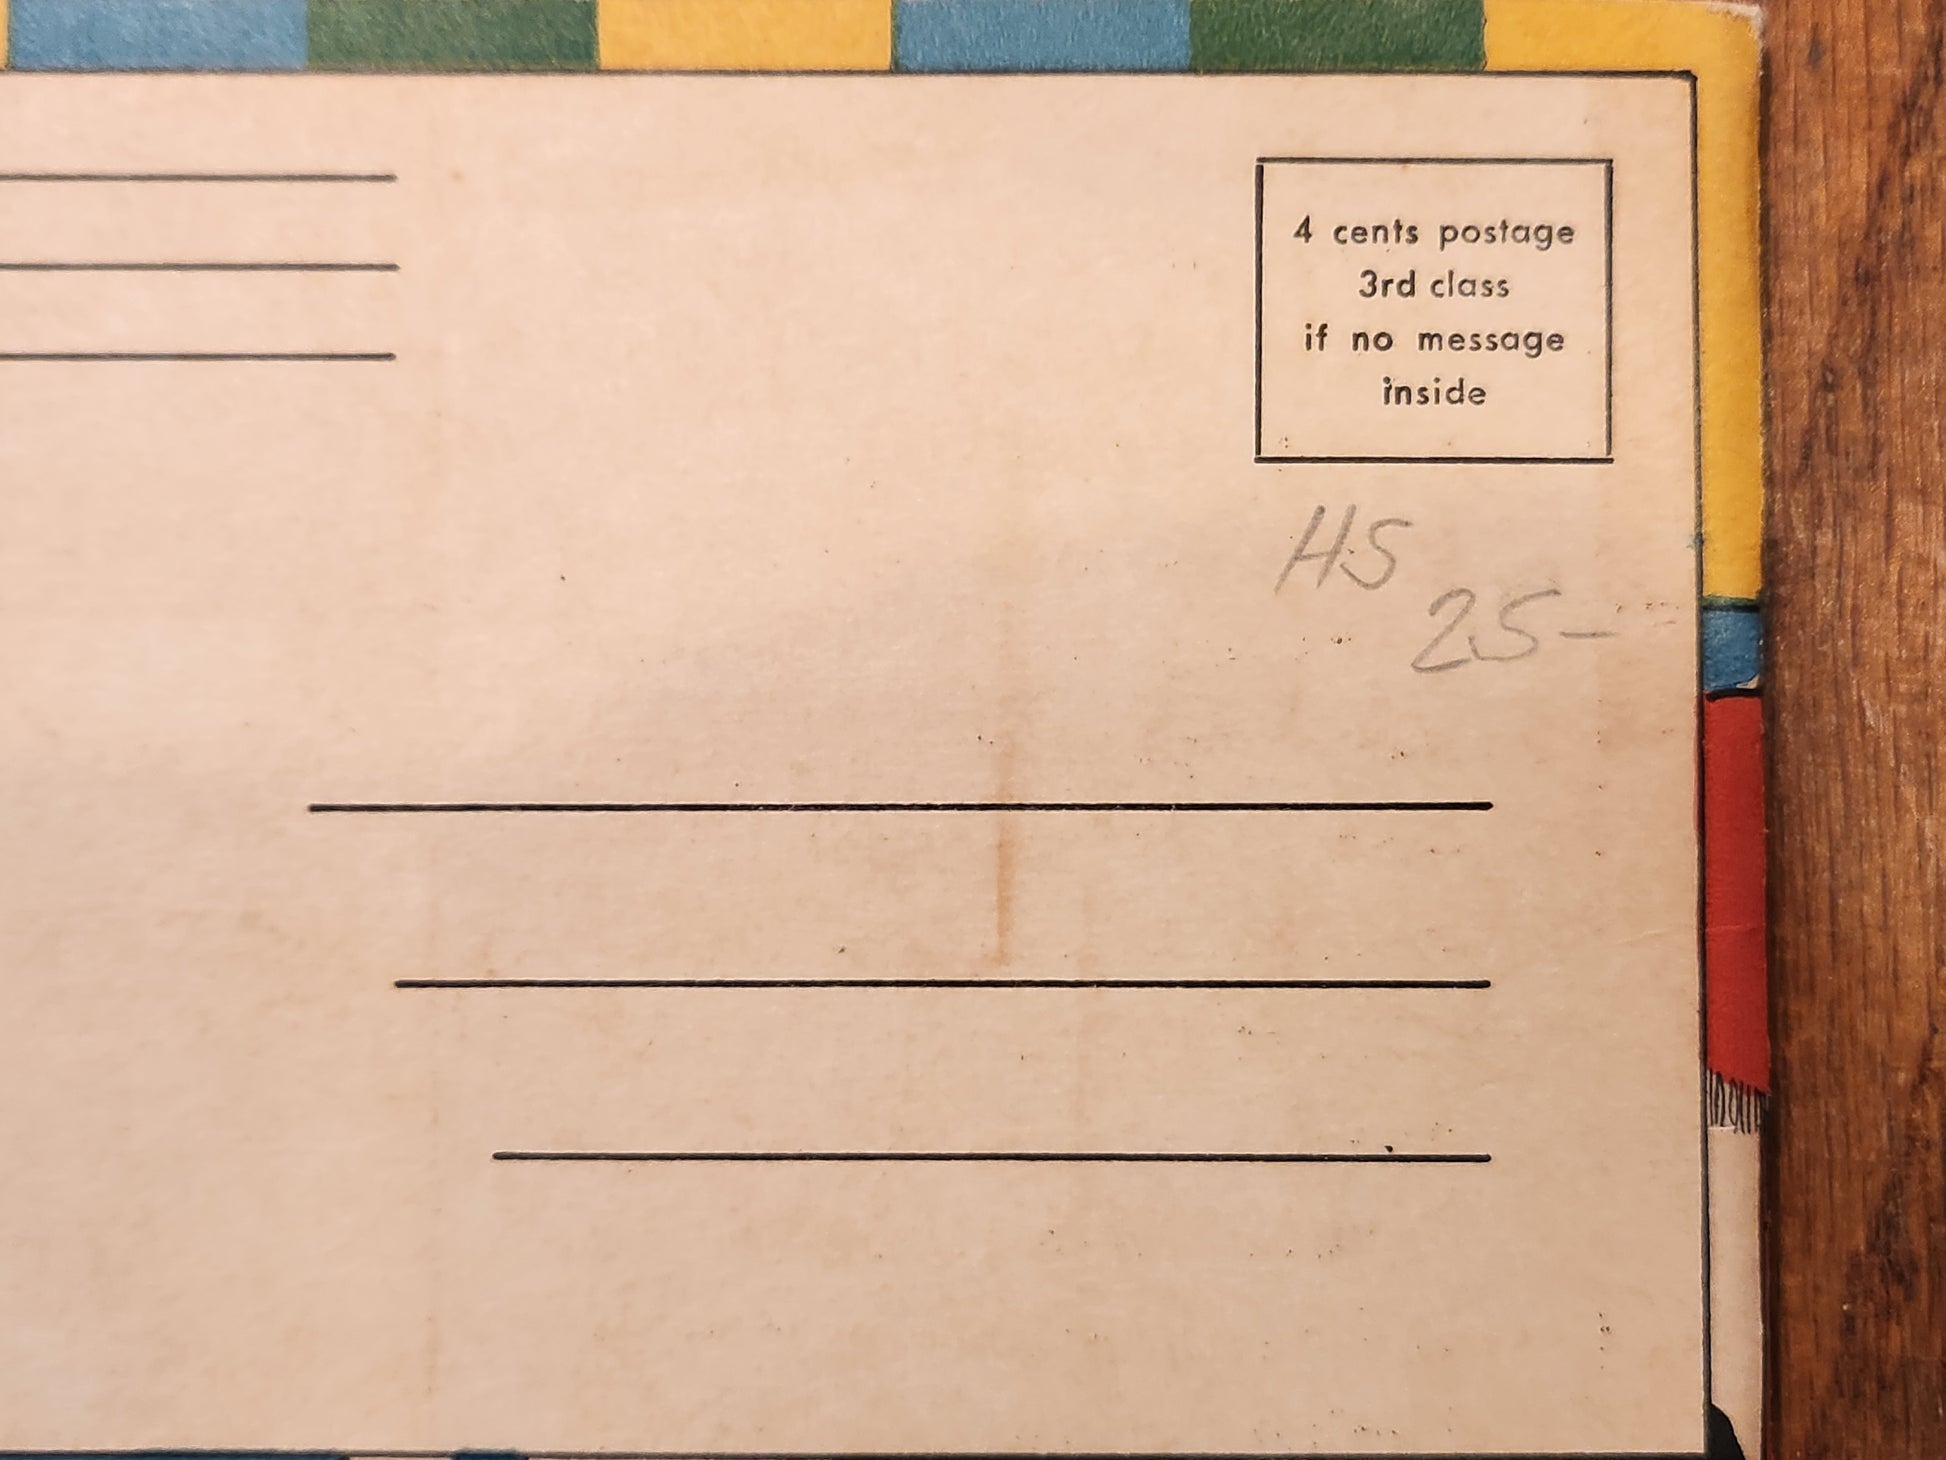 4 cents postage
3rd class
if no message
inside
HS
25-